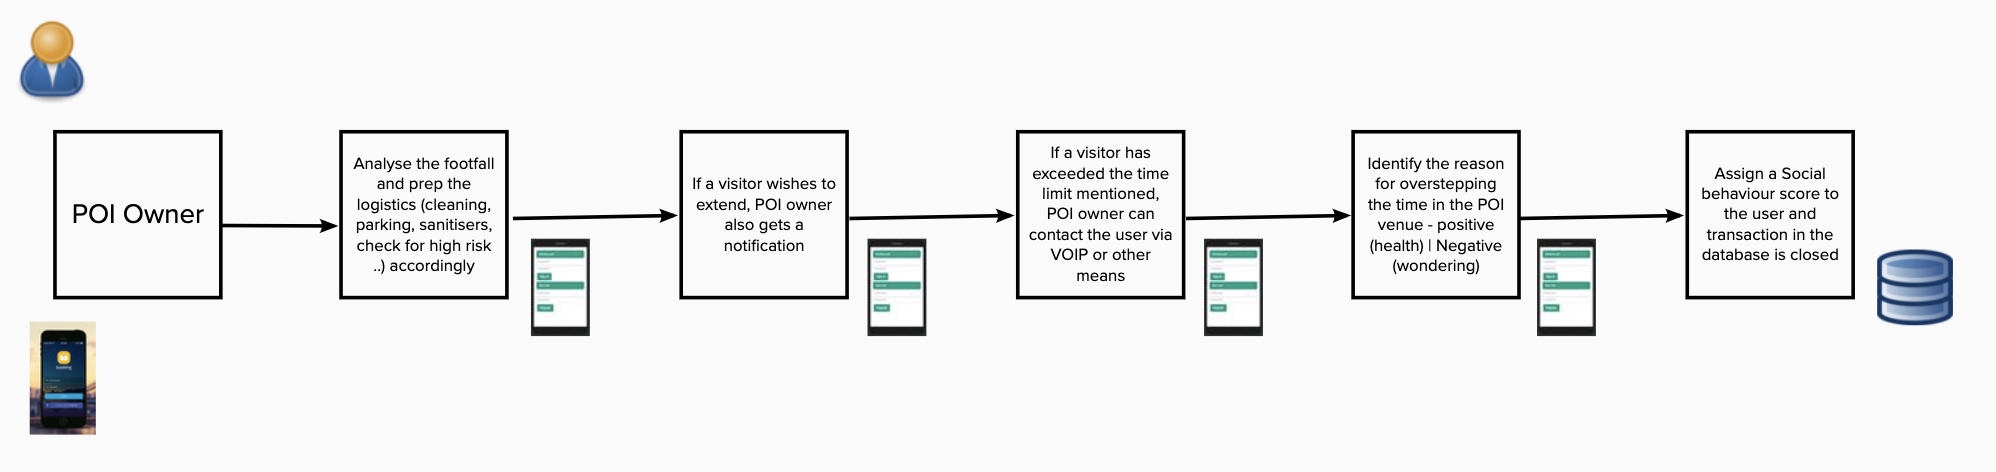 POI Owner
Analyse the footfall
and prep the
logistics (cleaning,
parking, sanitisers,
check for high risk
..) accordingly
If a visitor wishes to
extend, POI owner
also gets a
notification
If a visitor has
exceeded the time
limit mentioned,
POI owner can
contact the user via
VOIP or other
means
Identify the reason
for overstepping
the time in the POI
venue - positive
(health) | Negative
(wondering)
Assign a Social
behaviour score to
the user and
transaction in the
database is closed